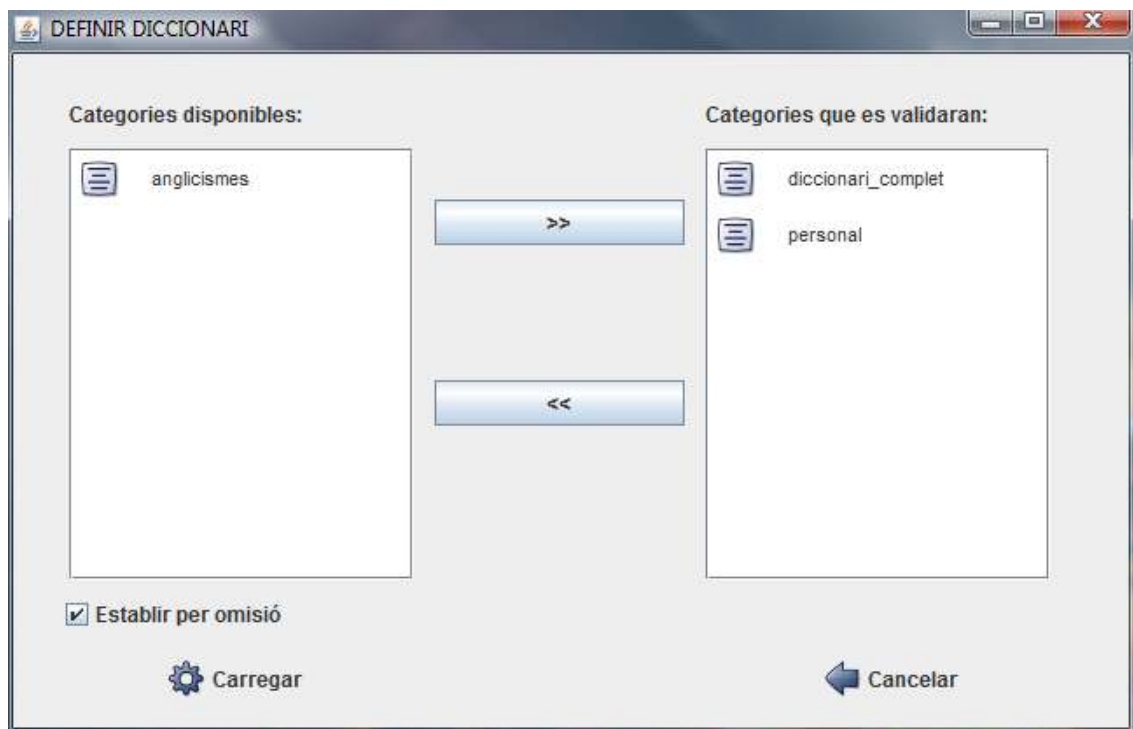 DEFINIR DICCIONARI
Categories disponibles:
Categories que es validaran:
anglicismes
diccionari_complet
personal
>>
<<
Establir per omisió
Carregar
Cancelar